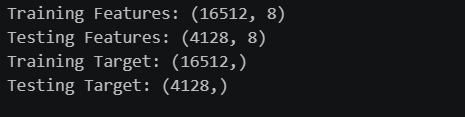 Training Features: (16512, 8)
Testing Features: (4128, 8)
Training Target: (16512,)
Testing Target: (4128,)